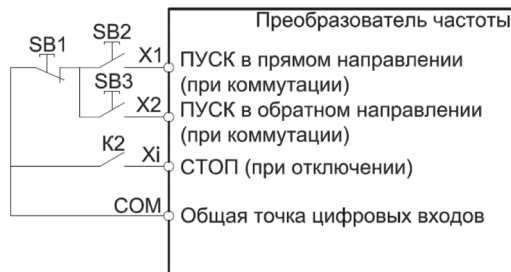 Преобразователь частоты
SB1
SB2
X1
ПУСК в прямом направлении
(при коммутации)
SB3
X2
ПУСК в обратном направлении
(при коммутации)
К2
Xi
СТОП (при отключении)
COM
Общая точка цифровых входов